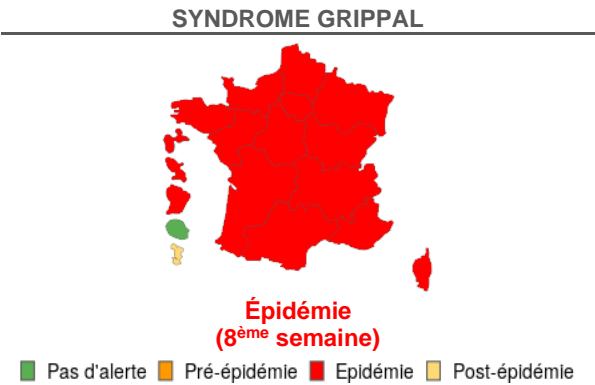 SYNDROME GRIPPAL
Épidémie
(8ème semaine)
Pas d'alerte Pré-épidémie Epidémie Post-épidémie